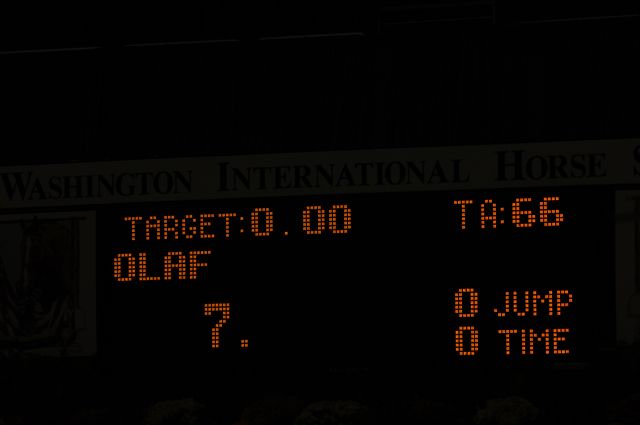 WASHINGTON INTERNATIONAL HORSE S
TARGET:0.00 TA:66
OLAF
7. 0 JUMP
0 TIME